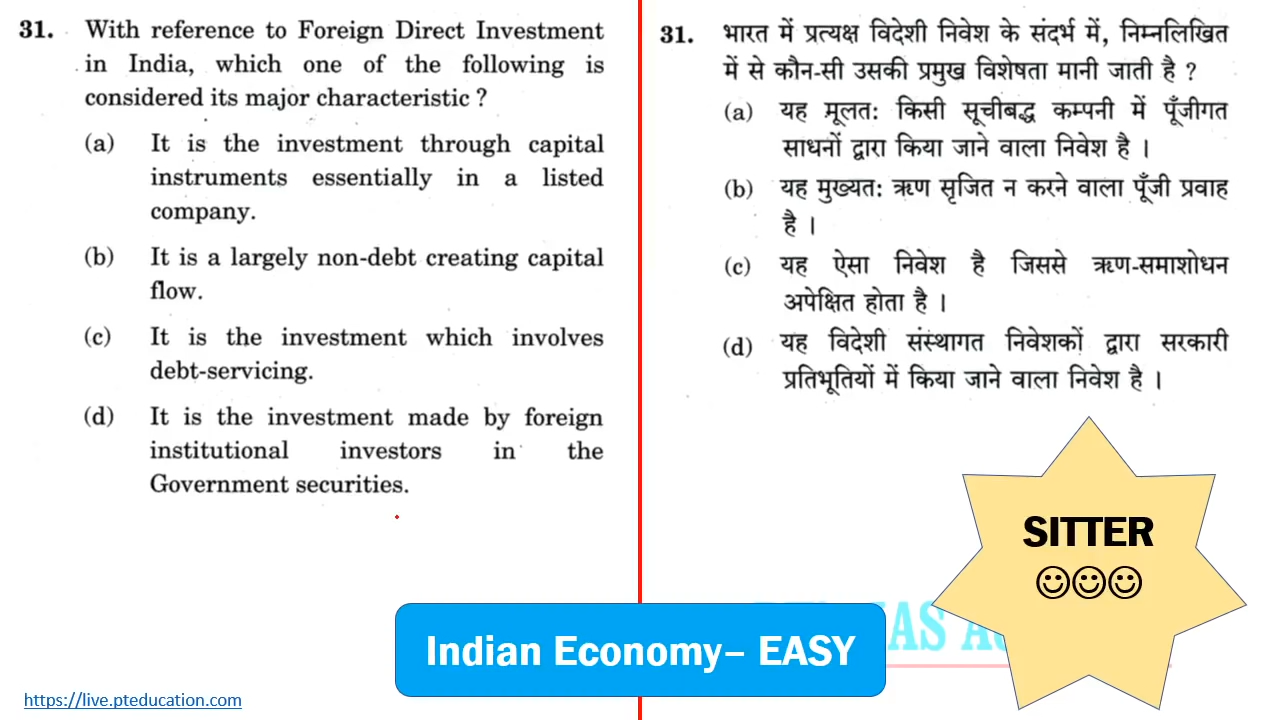 31. With reference to Foreign Direct Investment
in India, which one of the following is
considered its major characteristic ?
(a) It is the investment through capital
instruments essentially in a listed
company.
(b) It is a largely non-debt creating capital
flow.
(c) It is the investment which involves
debt-servicing.
(d) It is the investment made by foreign
institutional investors in the
Government securities.
31. भारत में प्रत्यक्ष विदेशी निवेश के संदर्भ में, निम्नलिखित
में से कौन-सी उसकी प्रमुख विशेषता मानी जाती है ?
(a) यह मूलत: किसी सूचीबद्ध कम्पनी में पूँजीगत
साधनों द्वारा किया जाने वाला निवेश है ।
(b) यह मुख्यत: ऋण सृजित न करने वाला पूँजी प्रवाह
है ।
(c) यह ऐसा निवेश है जिससे ऋण-समाशोधन
अपेक्षित होता है ।
(d) यह विदेशी संस्थागत निवेशकों द्वारा सरकारी
प्रतिभूतियों में किया जाने वाला निवेश है ।
SITTER
☺☺☺
Indian Economy– EASY
https://live.pteducation.com